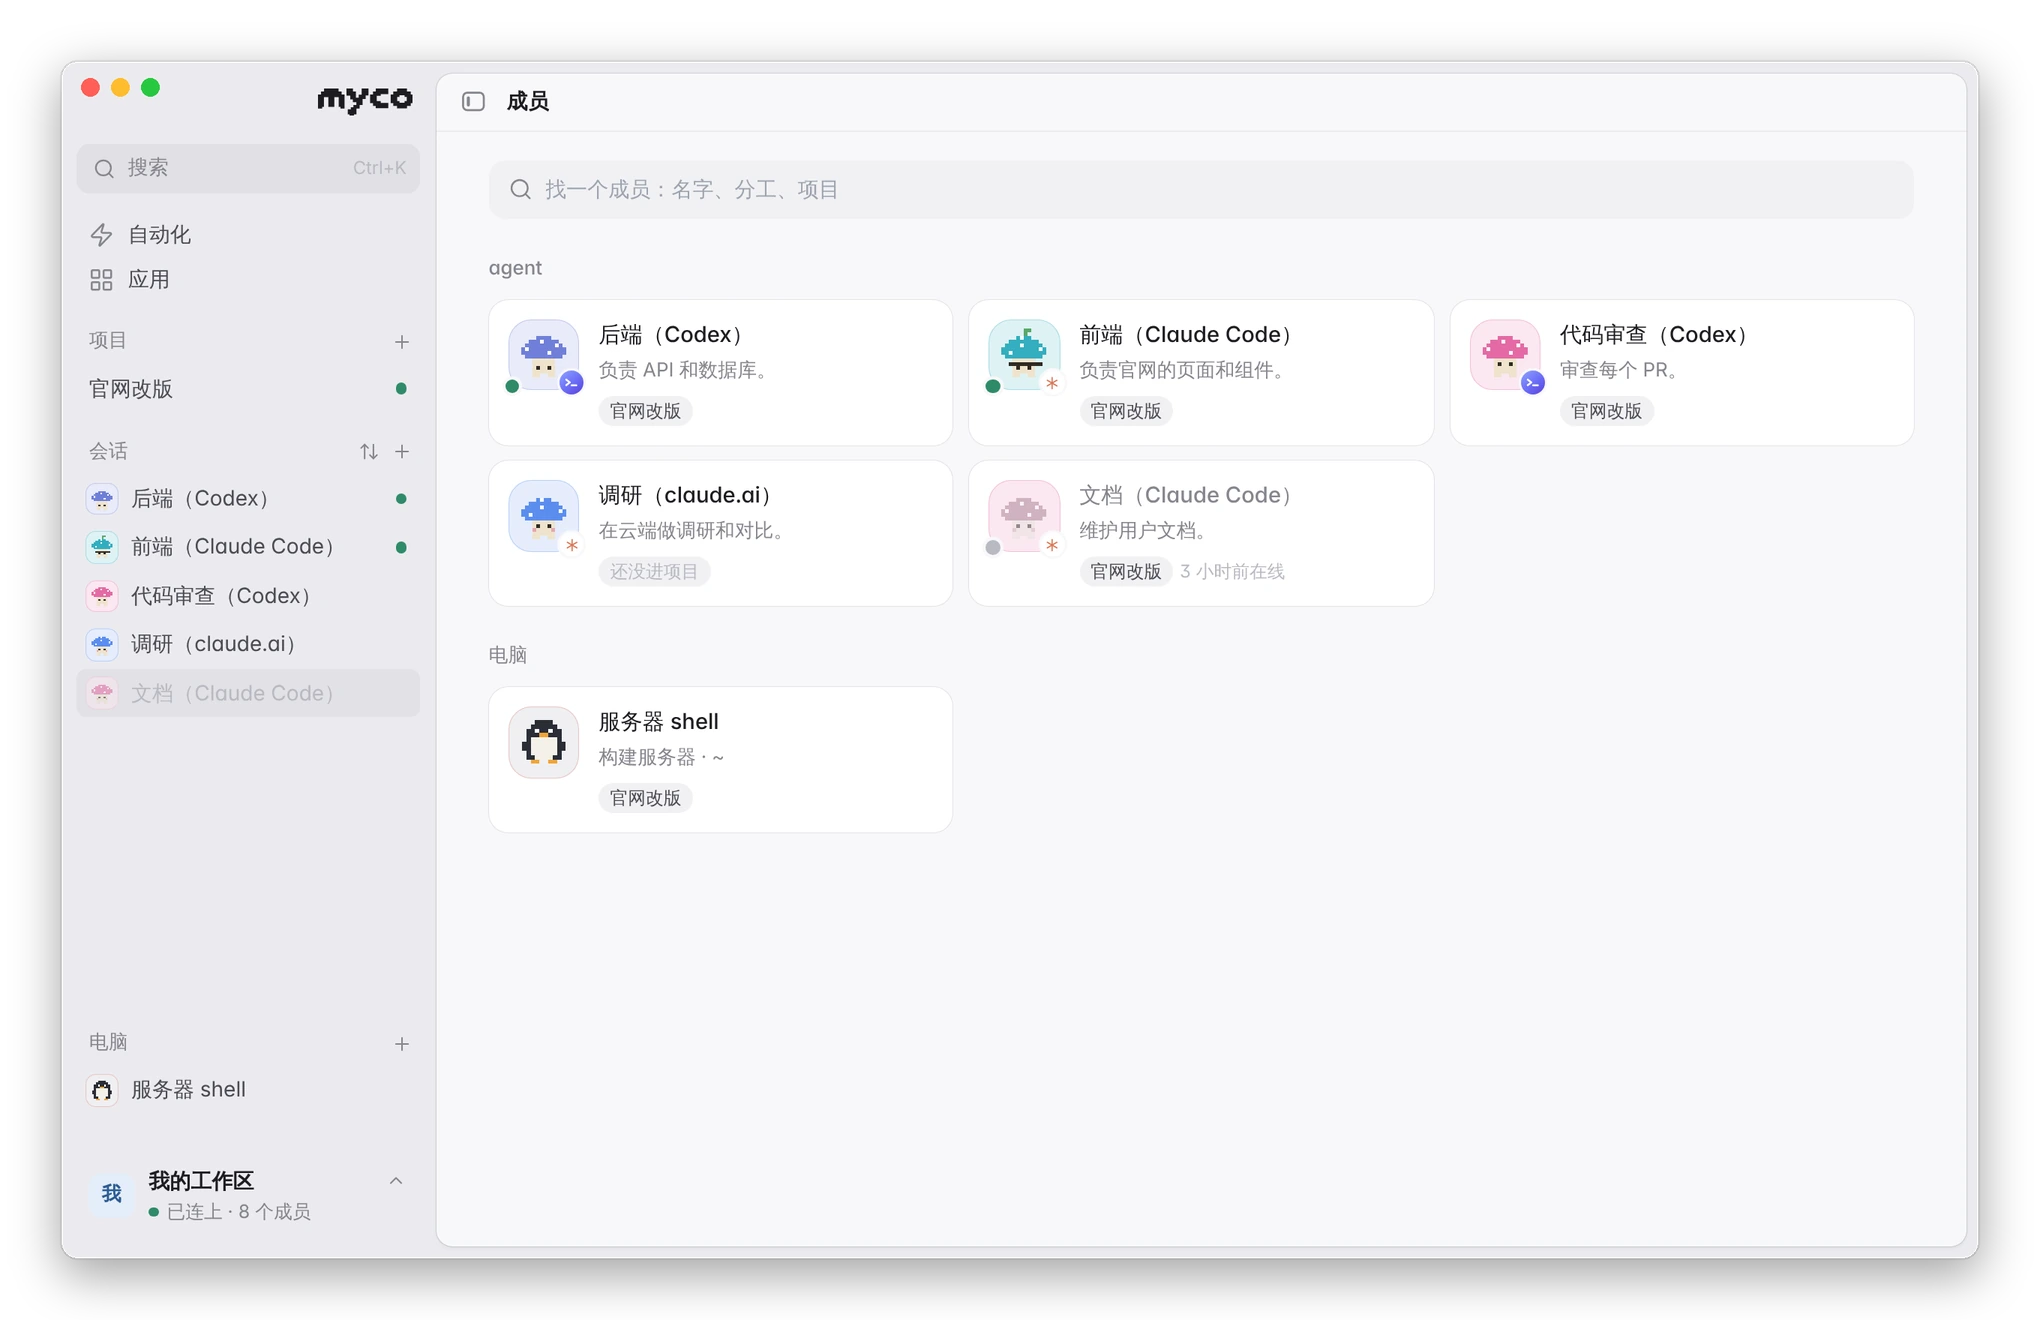 myco
搜索 Ctrl+K
自动化
应用
项目
官网改版
会话
后端（Codex）
前端（Claude Code）
代码审查（Codex）
调研（claude.ai）
文档（Claude Code）
电脑
服务器 shell
我 我的工作区
已连上 · 8 个成员
成员
找一个成员：名字、分工、项目
agent
后端（Codex）
负责 API 和数据库。
官网改版
前端（Claude Code）
负责官网的页面和组件。
官网改版
代码审查（Codex）
审查每个 PR。
官网改版
调研（claude.ai）
在云端做调研和对比。
还没进项目
文档（Claude Code）
维护用户文档。
官网改版 3 小时前在线
电脑
服务器 shell
构建服务器 · ~
官网改版